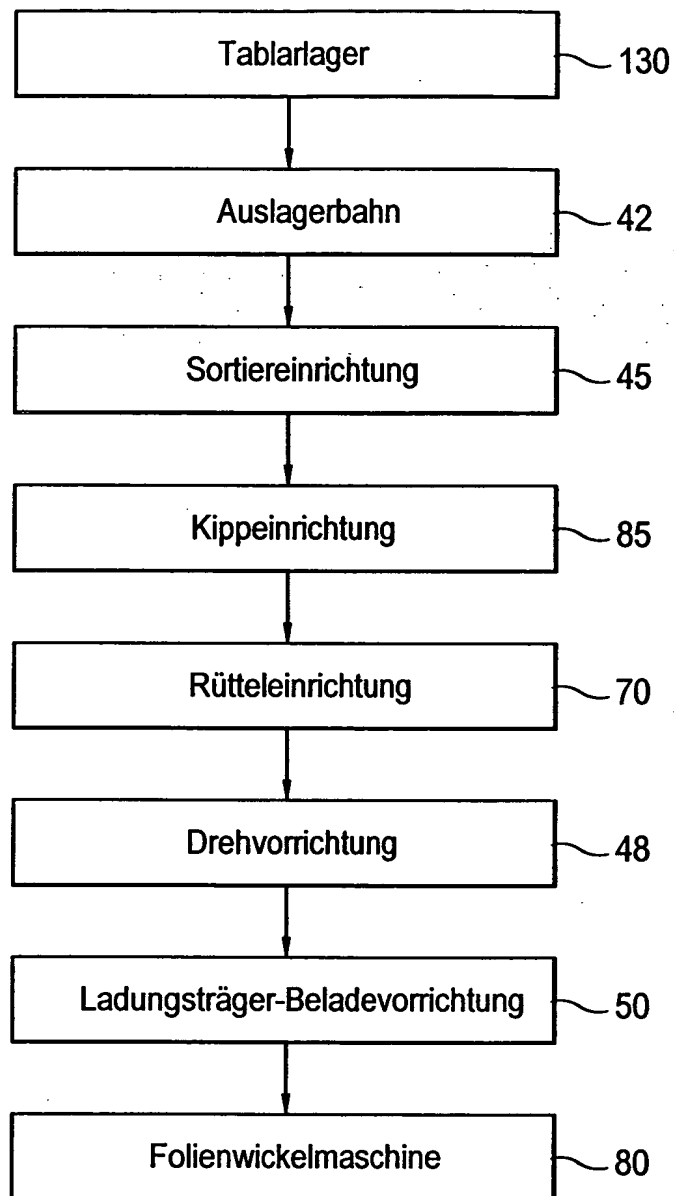 Tablarlager
130
Auslagerbahn
42
Sortiereinrichtung
45
Kippeinrichtung
85
Rütteleinrichtung
70
Drehvorrichtung
48
Ladungsträger-Beladevorrichtung
50
Folienwickelmaschine
80